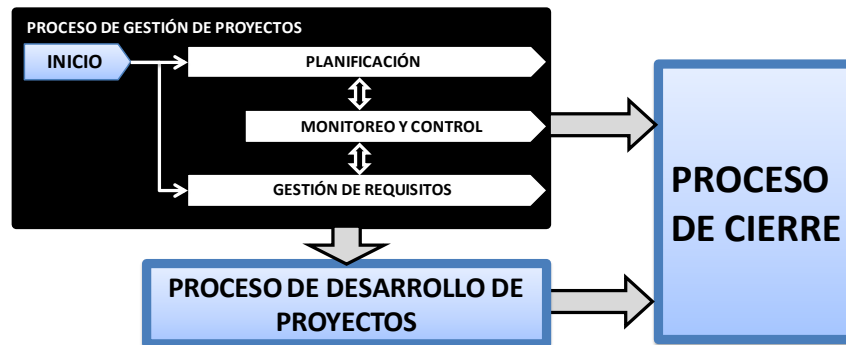 PROCESO DE GESTIÓN DE PROYECTOS
INICIO
PLANIFICACIÓN
MONITOREO Y CONTROL
GESTIÓN DE REQUISITOS
PROCESO
DE CIERRE
PROCESO DE DESARROLLO DE
PROYECTOS